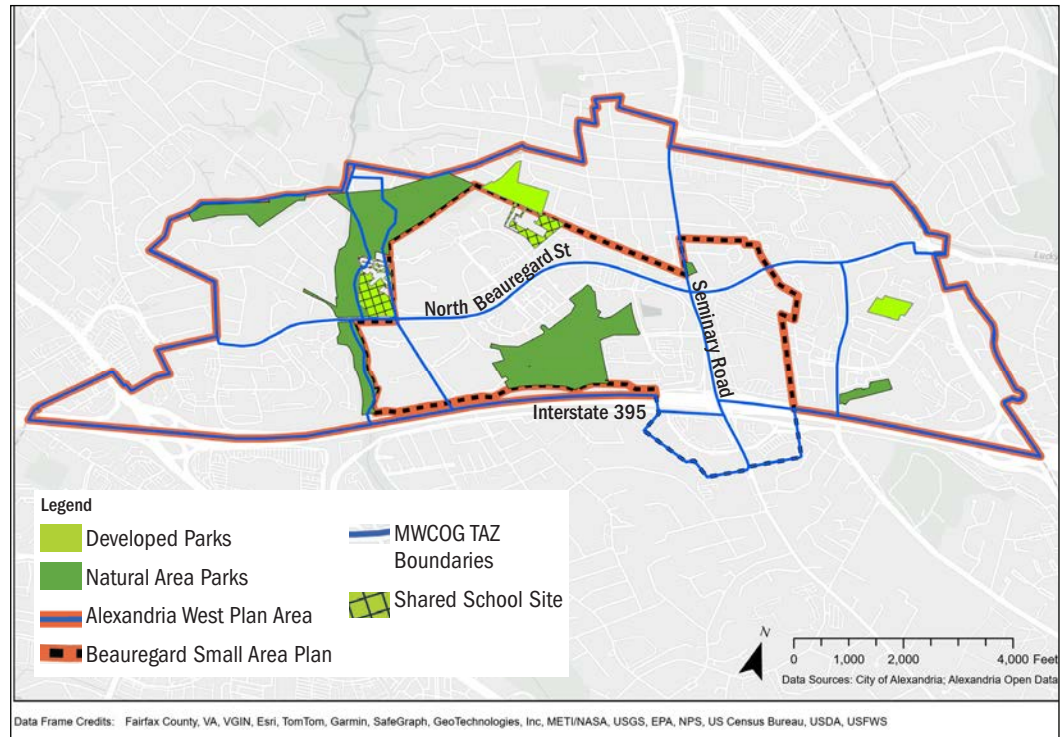 North Beauregard St
Seminary Road
Interstate 395
Lucky
Legend
Developed Parks
Natural Area Parks
Alexandria West Plan Area
Beauregard Small Area Plan
MWCOG TAZ
Boundaries
Shared School Site
N
0 1,000 2,000 4,000 Feet
Data Sources: City of Alexandria; Alexandria Open Data
Data Frame Credits: Fairfax County, VA, VGIN, Esri, TomTom, Garmin, SafeGraph, GeoTechnologies, Inc, METI/NASA, USGS, EPA, NPS, US Census Bureau, USDA, USFWS